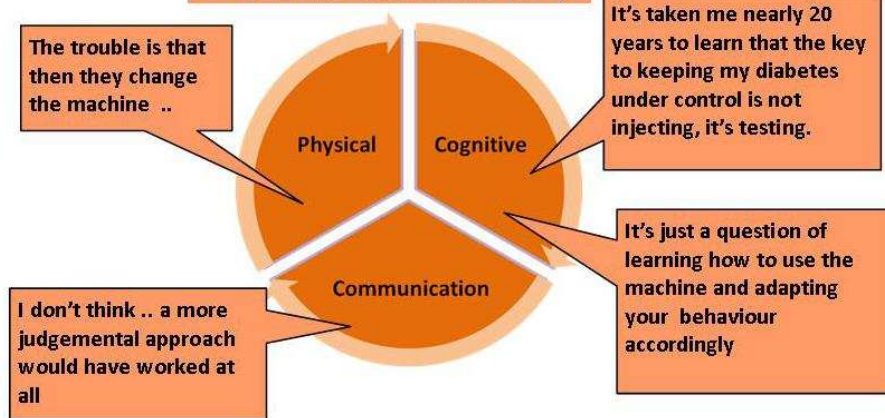 The trouble is that
then they change
the machine ..
It's taken me nearly 20
years to learn that the key
to keeping my diabetes
under control is not
injecting, it's testing.
Physical
Cognitive
Communication
It's just a question of
learning how to use the
machine and adapting
your behaviour
accordingly
I don't think .. a more
judgemental approach
would have worked at
all